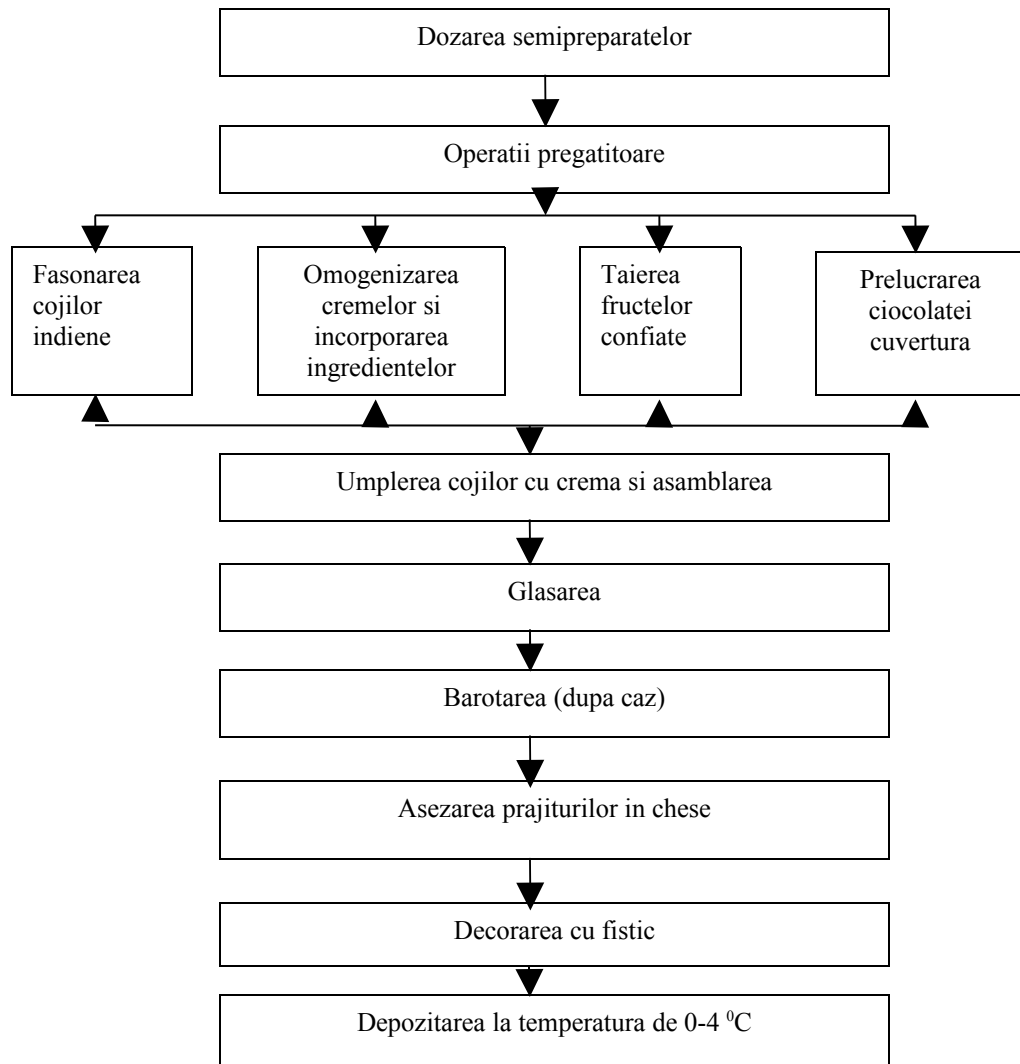 Dozarea semipreparatelor
Operatii pregatitoare
Fasonarea
cojilor
indiene
Omogenizarea
cremelor si
incorporarea
ingredientelor
Taierea
fructelor
confiate
Prelucrarea
ciocolatei
cuvertura
Umplerea cojilor cu crema si asamblarea
Glasarea
Barotarea (dupa caz)
Asezarea prajiturilor in chese
Decorarea cu fistic
Depozitarea la temperatura de 0-4 ⁰C